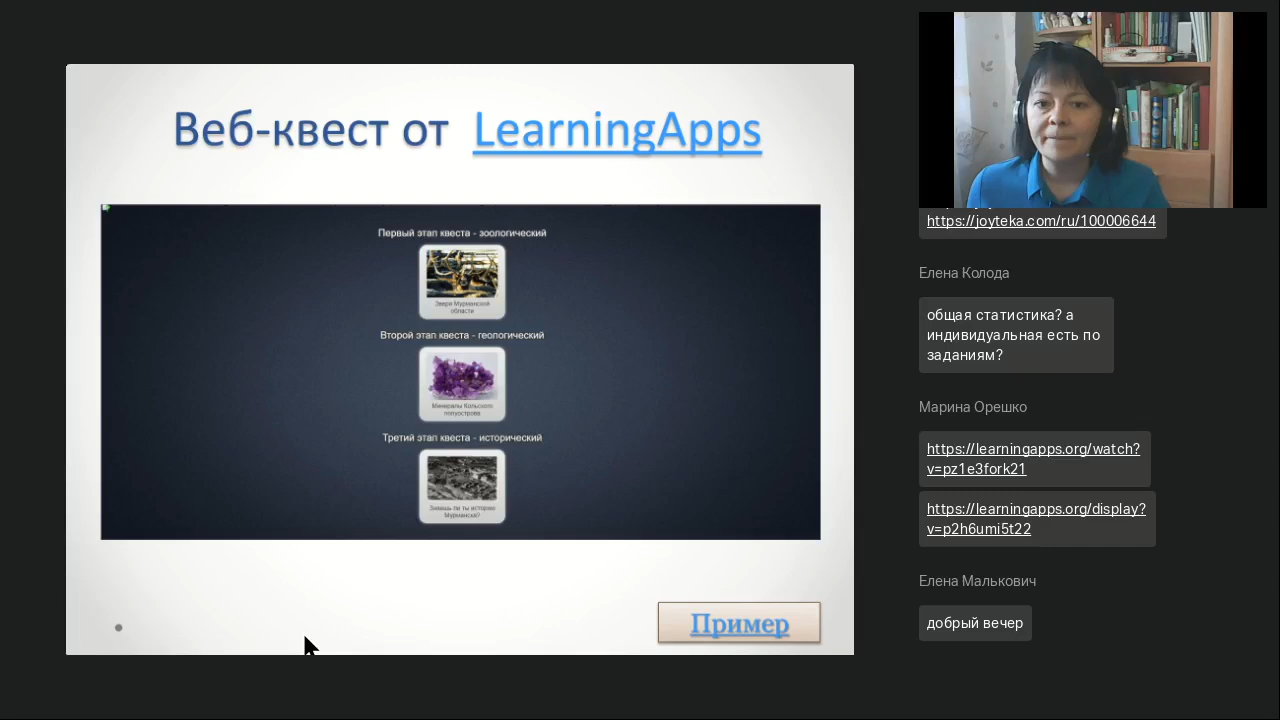 Веб-квест от LearningApps
Первый этап квеста - зоологический
Звери Мурманской
области
Второй этап квеста - геологический
Минералы Кольского
полуострова
Третий этап квеста - исторический
Знаешь ли ты историю
Мурманска?
Пример
https://joyteka.com/ru/100006644
Елена Колода
общая статистика? а
индивидуальная есть по
заданиям?
Марина Орешко
https://learningapps.org/watch?
v=pz1e3fork21
https://learningapps.org/display?
v=p2h6umi5t22
Елена Малькович
добрый вечер